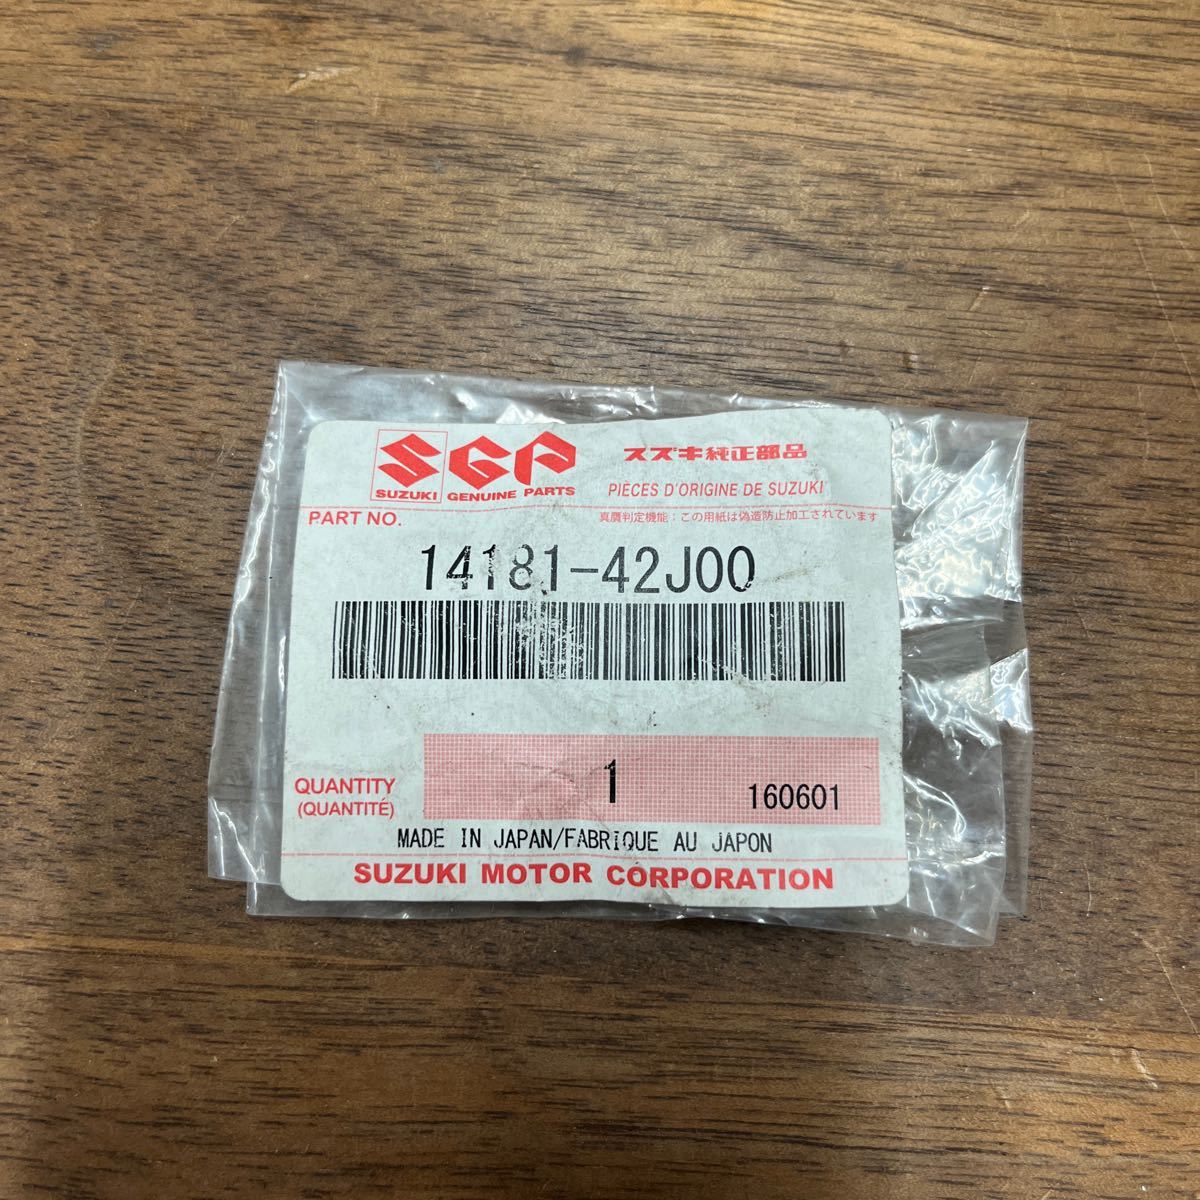 SGP スズキ純正部品
SUZUKI GENUINE PARTS PIÈCES D'ORIGINE DE SUZUKI
PART NO. 真贋判定機能：この用紙は偽造防止加工されています
14181-42J00
QUANTITY 1 160601
(QUANTITÉ)
MADE IN JAPAN/FABRIQUE AU JAPON
SUZUKI MOTOR CORPORATION